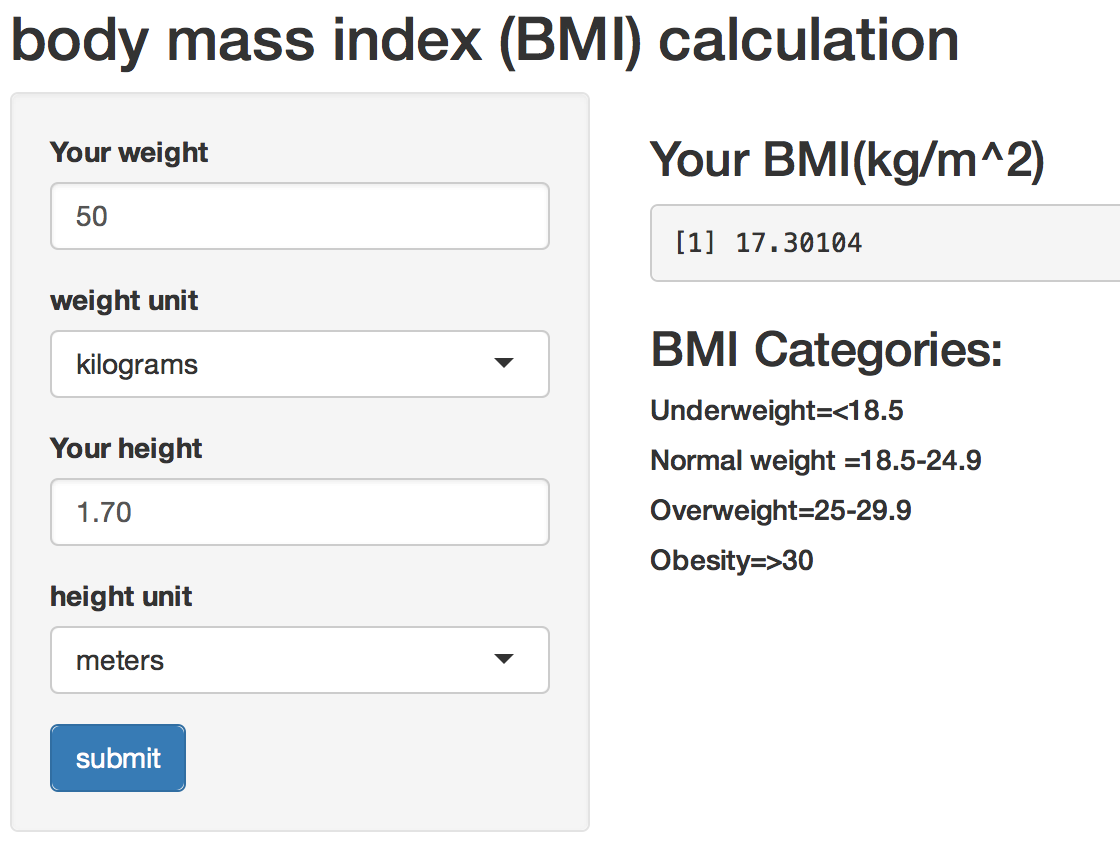 body mass index (BMI) calculation
Your weight
50
weight unit
kilograms
Your height
1.70
height unit
meters
submit
Your BMI(kg/m^2)
[1] 17.30104
BMI Categories:
Underweight=<18.5
Normal weight =18.5-24.9
Overweight=25-29.9
Obesity=>30